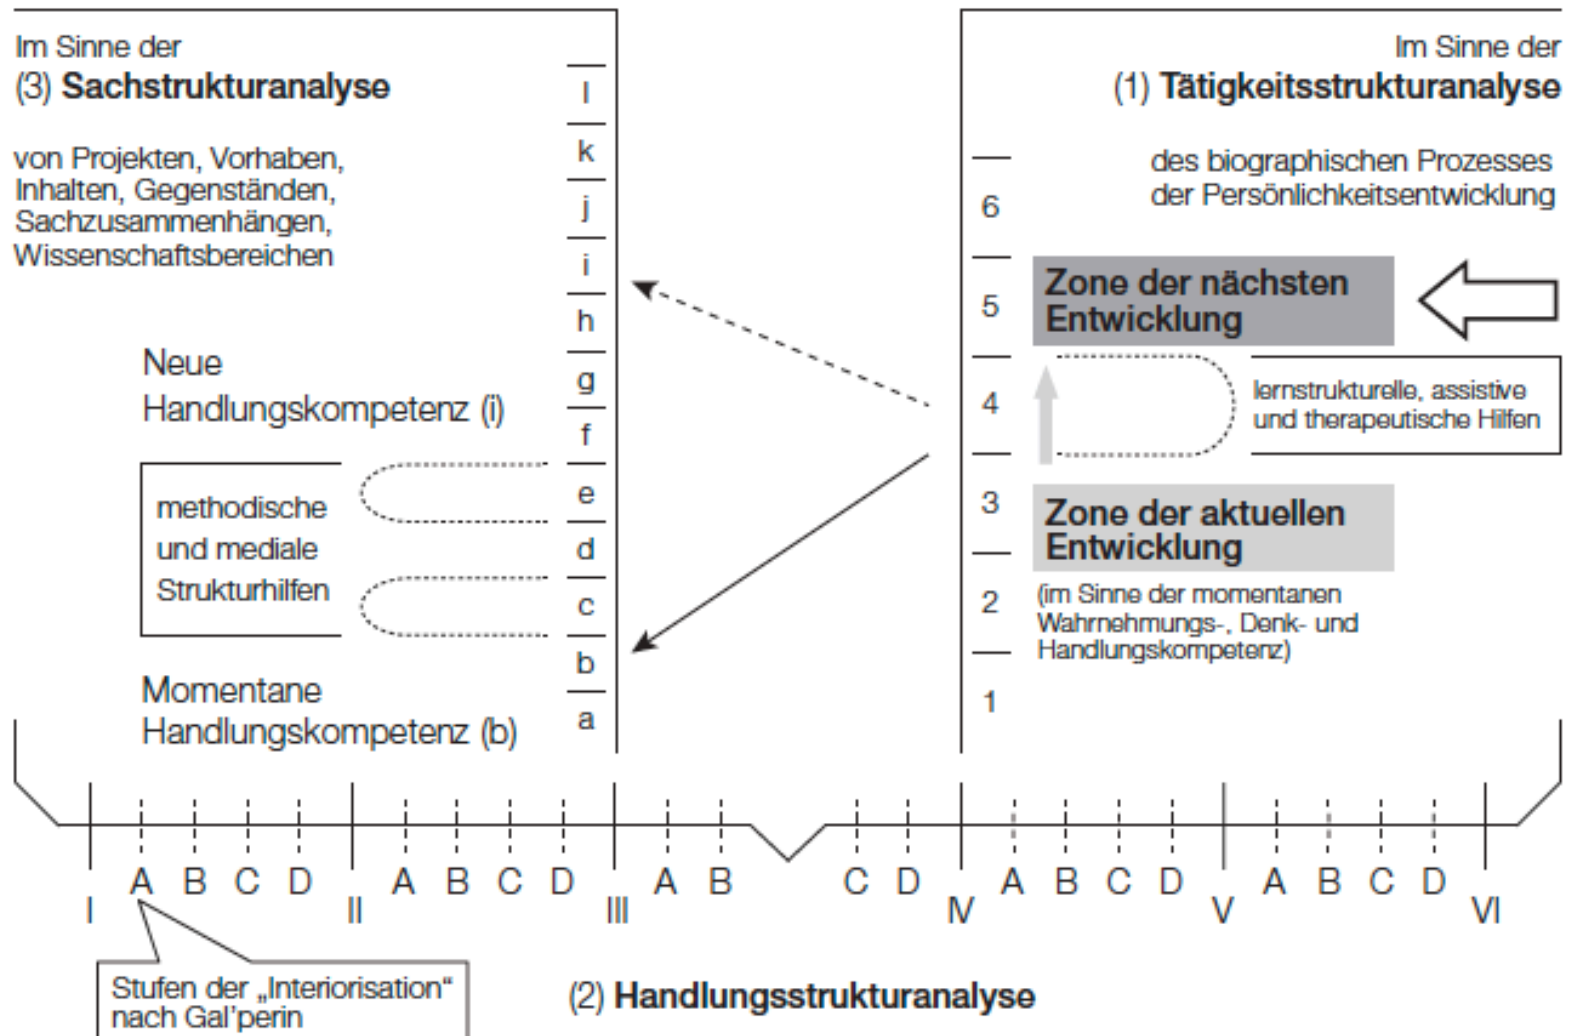 Im Sinne der
(3) Sachstrukturanalyse
von Projekten, Vorhaben,
Inhalten, Gegenständen,
Sachzusammenhängen,
Wissenschaftsbereichen
Neue
Handlungskompetenz (i)
methodische
und mediale
Strukturhilfen
Momentane
Handlungskompetenz (b)
l
k
j
i
h
g
f
e
d
c
b
a
Im Sinne der
(1) Tätigkeitsstrukturanalyse
des biographischen Prozesses
der Persönlichkeitsentwicklung
6
5
4
3
2
1
Zone der nächsten
Entwicklung
lernstrukturelle, assistive
und therapeutische Hilfen
Zone der aktuellen
Entwicklung
(im Sinne der momentanen
Wahrnehmungs-, Denk- und
Handlungskompetenz)
A B C D A B C D A B C D A B C D A B C D
I II III IV V VI
Stufen der „Interiorisation“
nach Gal’perin
(2) Handlungsstrukturanalyse